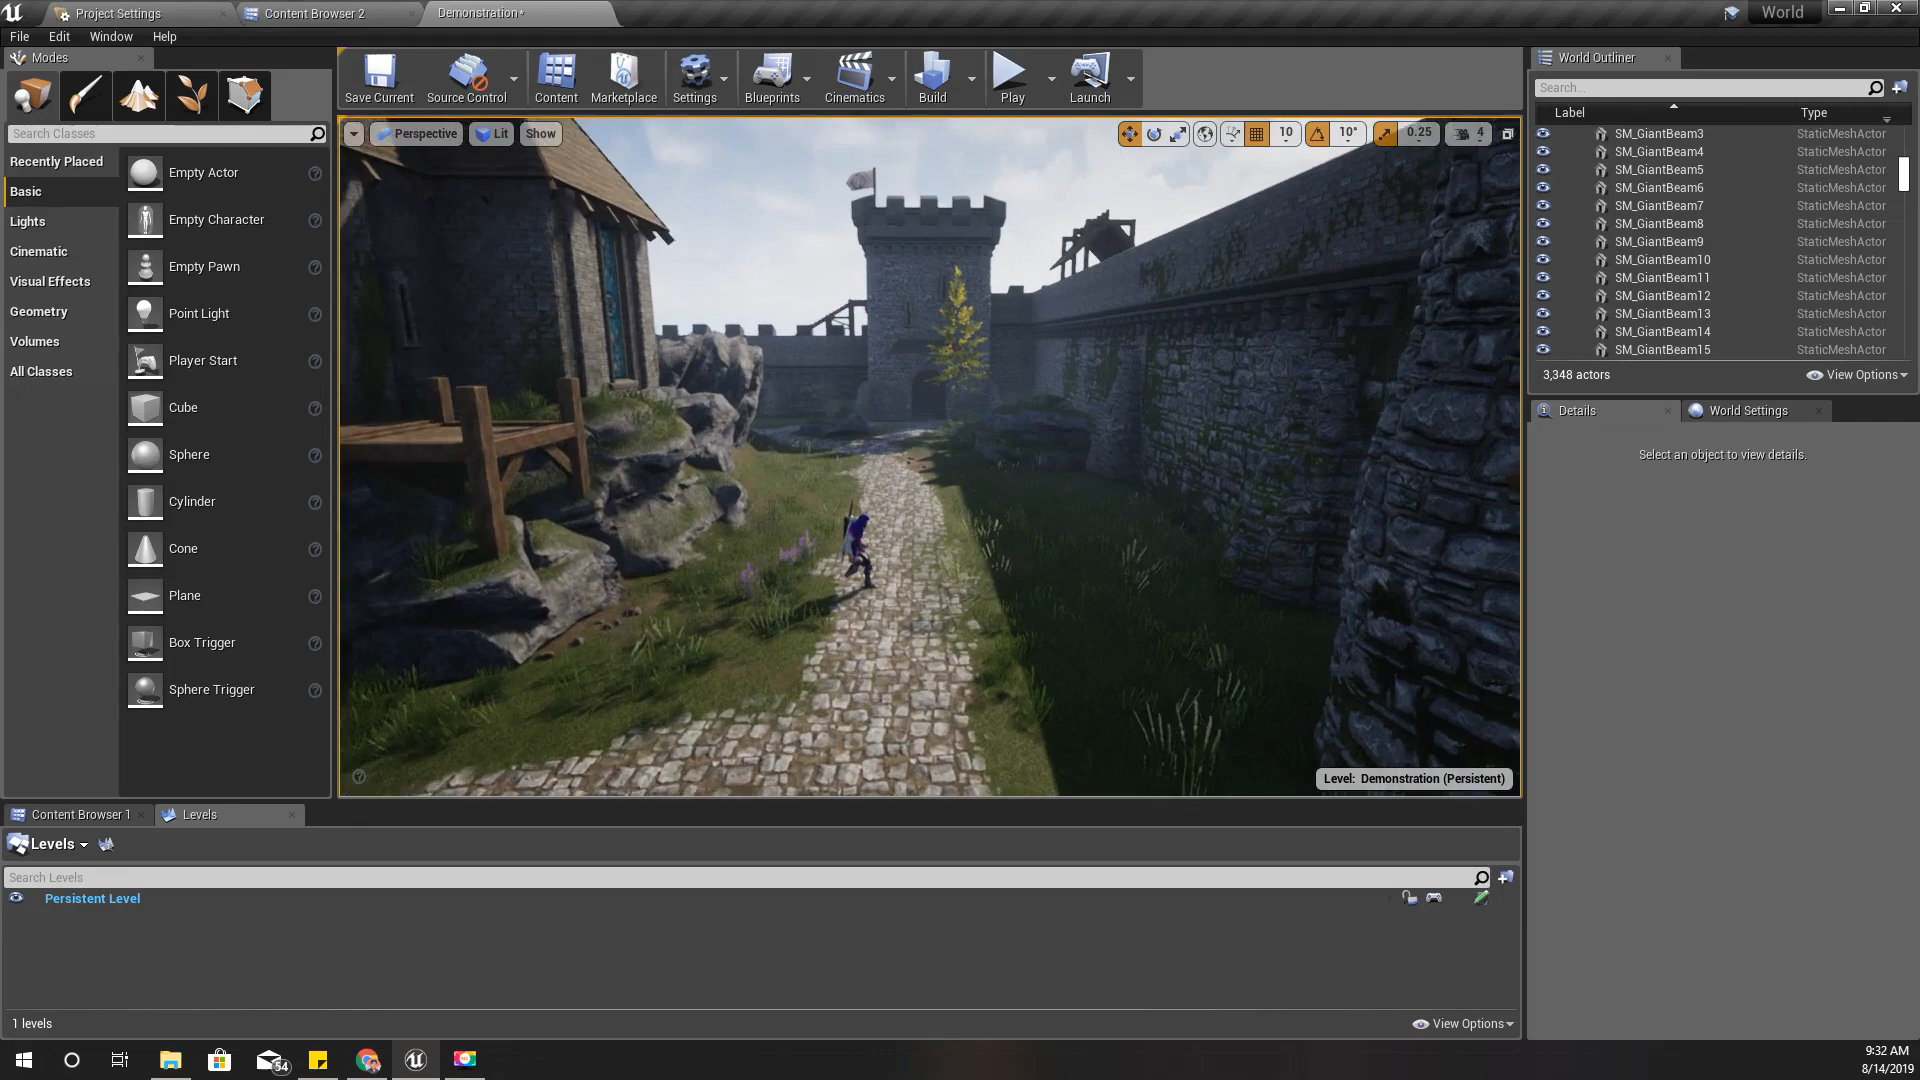 Project Settings
Content Browser 2
Demonstration*
World
File
Edit
Window
Help
Modes
Search Classes
Recently Placed
Basic
Lights
Cinematic
Visual Effects
Geometry
Volumes
All Classes
Empty Actor
Empty Character
Empty Pawn
Point Light
Player Start
Cube
Sphere
Cylinder
Cone
Plane
Box Trigger
Sphere Trigger
Save Current
Source Control
Content
Marketplace
Settings
Blueprints
Cinematics
Build
Play
Launch
Perspective
Lit
Show
10
10°
0.25
4
Level: Demonstration (Persistent)
World Outliner
Search...
Label
Type
SM_GiantBeam3 StaticMeshActor
SM_GiantBeam4 StaticMeshActor
SM_GiantBeam5 StaticMeshActor
SM_GiantBeam6 StaticMeshActor
SM_GiantBeam7 StaticMeshActor
SM_GiantBeam8 StaticMeshActor
SM_GiantBeam9 StaticMeshActor
SM_GiantBeam10 StaticMeshActor
SM_GiantBeam11 StaticMeshActor
SM_GiantBeam12 StaticMeshActor
SM_GiantBeam13 StaticMeshActor
SM_GiantBeam14 StaticMeshActor
SM_GiantBeam15 StaticMeshActor
3,348 actors
View Options
Details
World Settings
Select an object to view details.
Content Browser 1
Levels
Levels
Search Levels
Persistent Level
1 levels
View Options
54
9:32 AM
8/14/2019